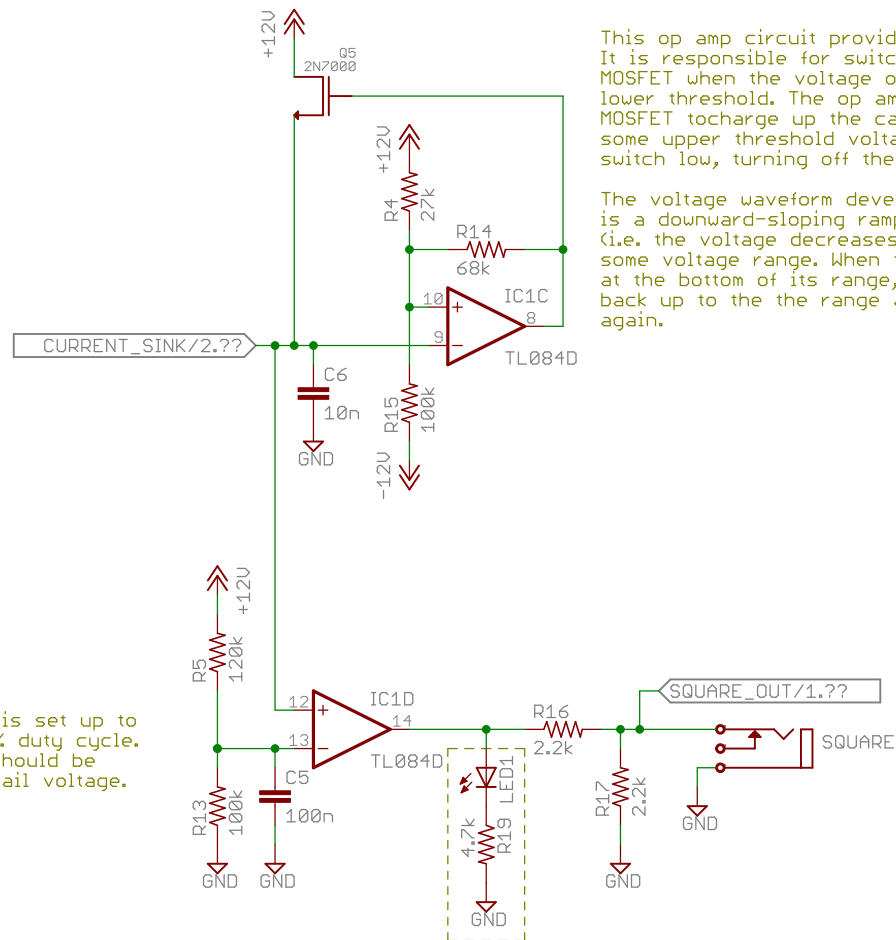 +12V
Q5
2N7000
This op amp circuit provid
It is responsible for switc
MOSFET when the voltage o
lower threshold. The op am
MOSFET tocharge up the ca
some upper threshold volta
switch low, turning off the
The voltage waveform deve
is a downward-sloping ramp
(i.e. the voltage decreases
some voltage range. When t
at the bottom of its range,
back up to the the range
again.
+12V
R4
27k
R14
68k
10
9
8
IC1C
TL084D
CURRENT_SINK/2.??
C6
10n
GND
R15
100k
-12V
+12V
R5
120k
is set up to
% duty cycle.
hould be
ail voltage.
12
13
14
IC1D
TL084D
R13
100k
C5
100n
GND
GND
LED1
4.7k
R19
GND
R16
2.2k
R17
2.2k
GND
SQUARE_OUT/1.??
SQUARE
GND